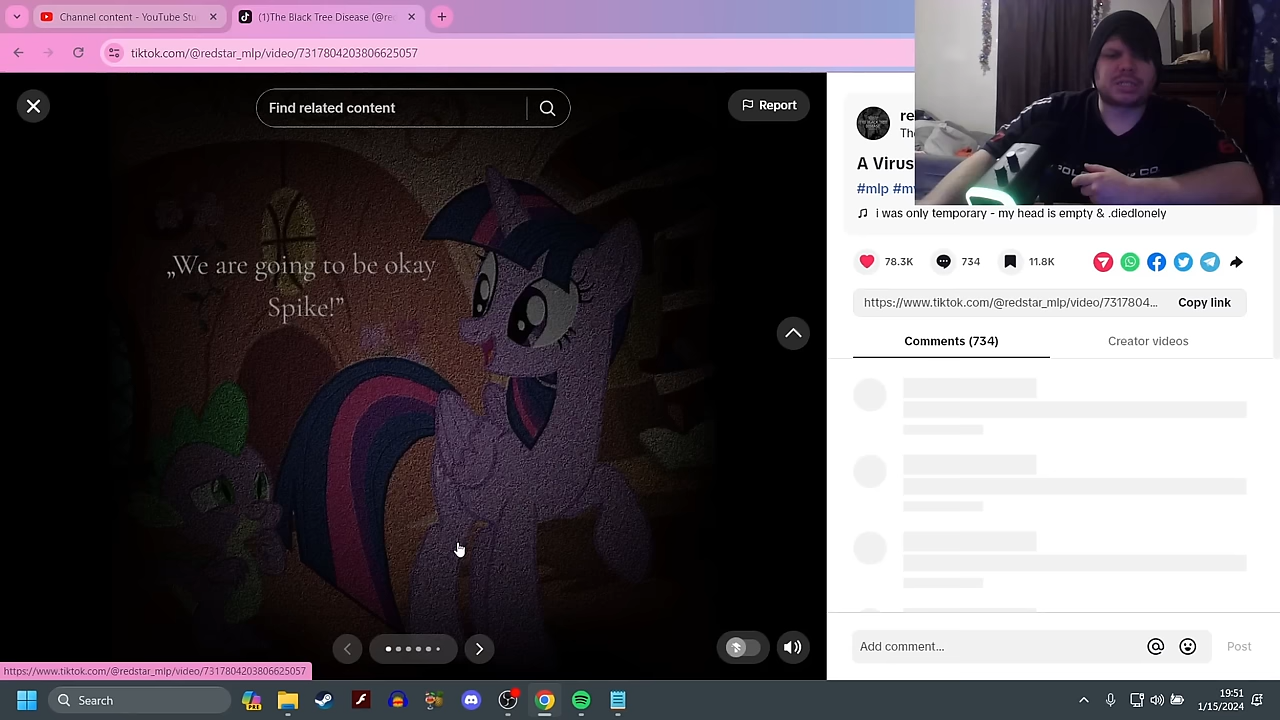 Channel content - YouTube Stu
(1)The Black Tree Disease (@re
tiktok.com/@redstar_mlp/video/7317804203806625057
Find related content
Report
re
The
A Virus
#mlp #m
i was only temporary - my head is empty & .diedlonely
78.3K
734
11.8K
https://www.tiktok.com/@redstar_mlp/video/7317804...
Copy link
Comments (734)
Creator videos
„We are going to be okay
Spike!”
Add comment...
Post
https://www.tiktok.com/@redstar_mlp/video/7317804203806625057
Search
PRE
19:51
1/15/2024